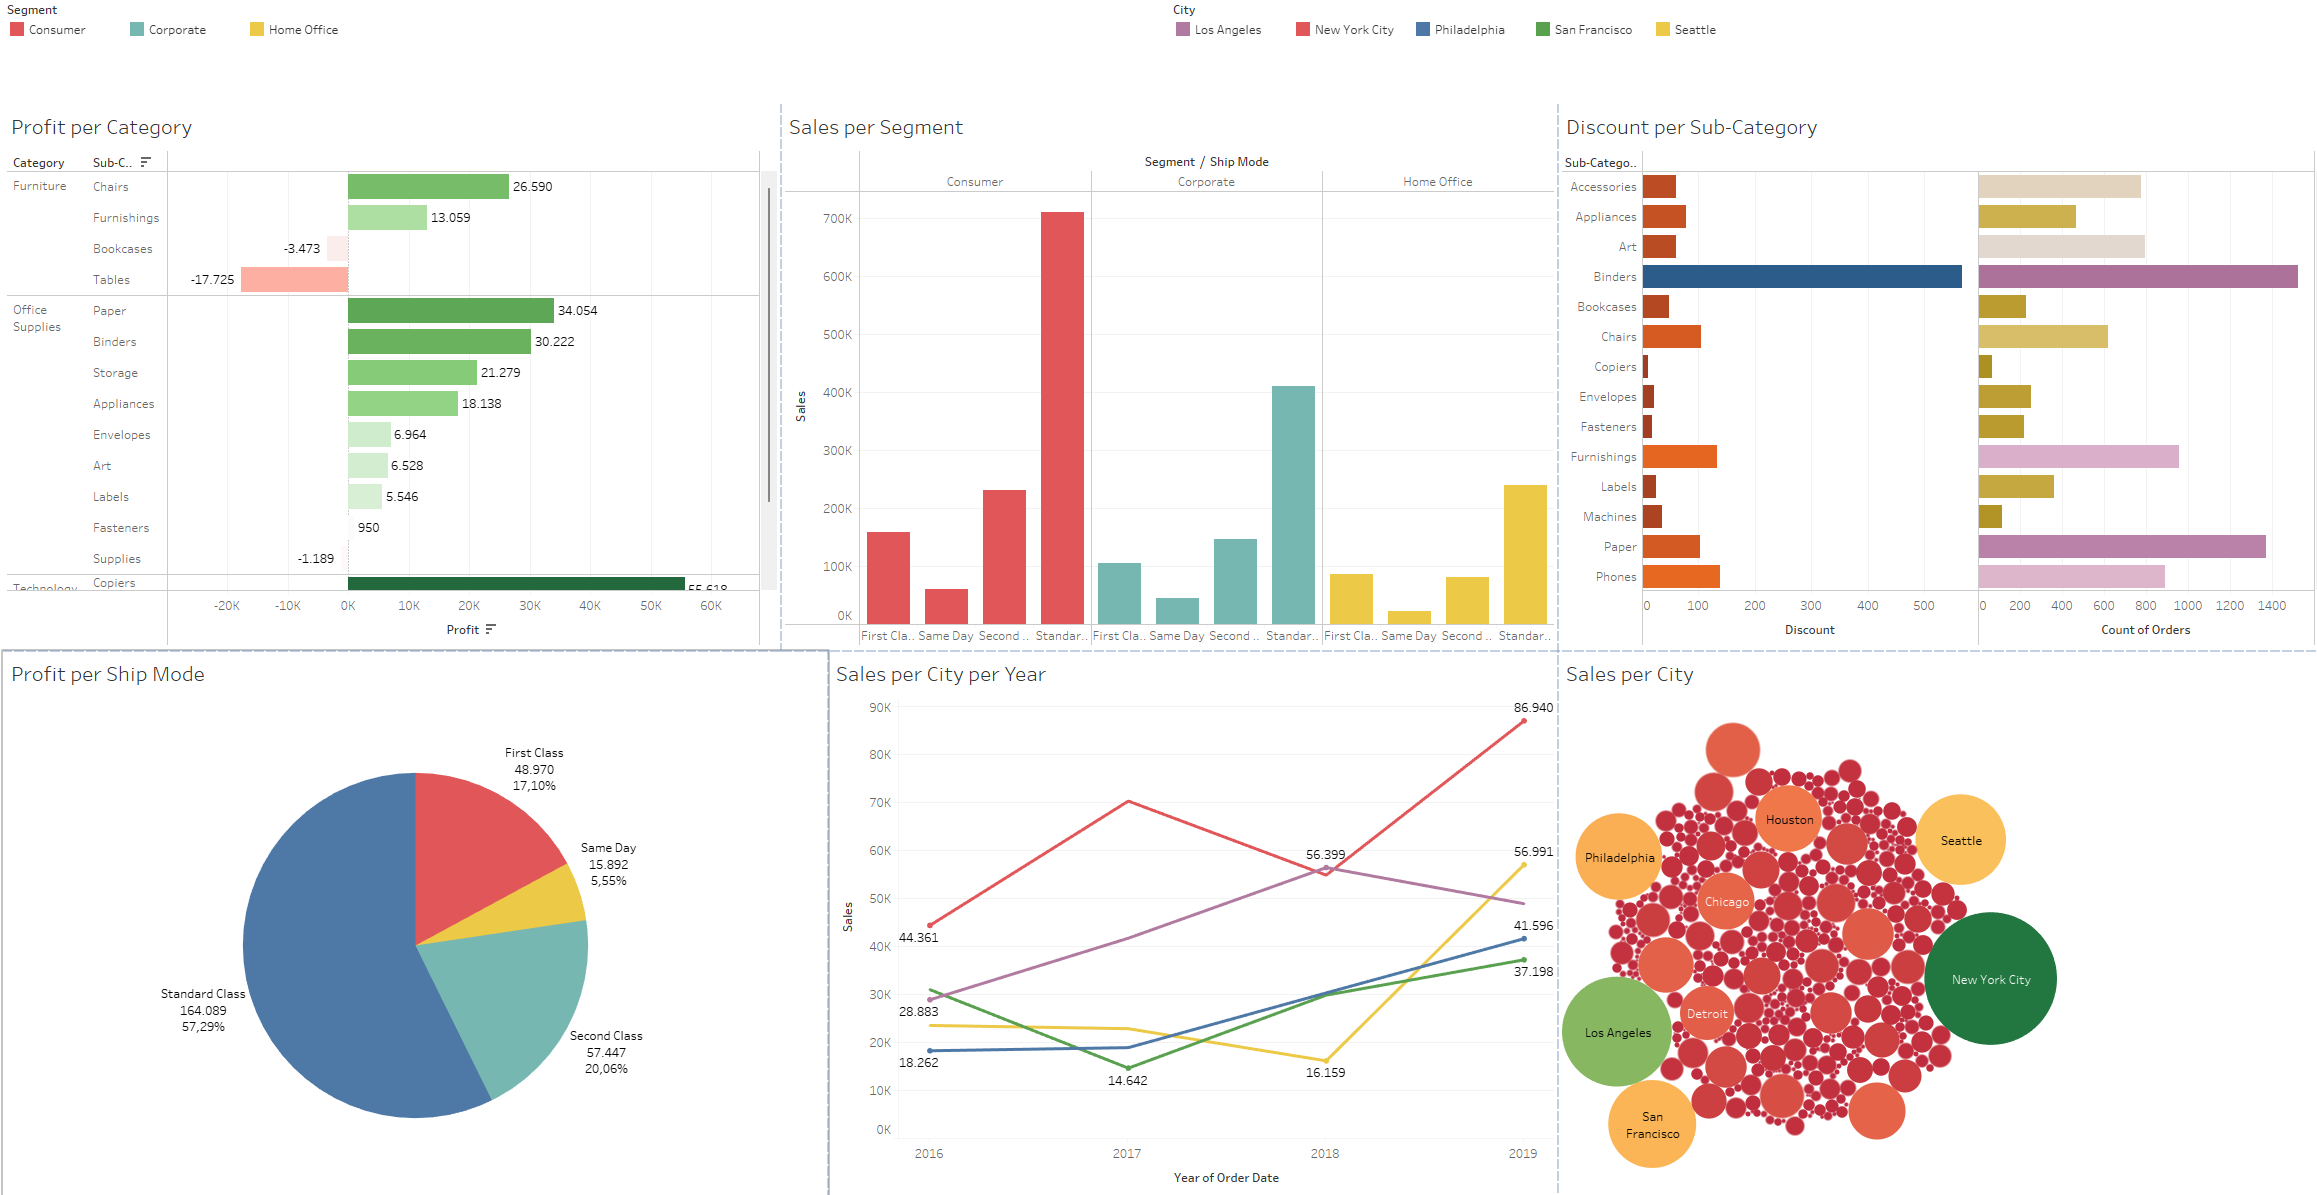 Segment
Consumer
Corporate
Home Office
City
Los Angeles
New York City
Philadelphia
San Francisco
Seattle
Profit per Category
Category
Sub-C..
Furniture
Chairs
26.590
Furnishings
13.059
Bookcases
-3.473
Tables
-17.725
Office
Supplies
Paper
34.054
Binders
30.222
Storage
21.279
Appliances
18.138
Envelopes
6.964
Art
6.528
Labels
5.546
Fasteners
950
Supplies
-1.189
Technology
Copiers
55.618
-20K
-10K
0K
10K
20K
30K
40K
50K
60K
Profit
Sales per Segment
Segment / Ship Mode
Consumer
Corporate
Home Office
Sales
700K
600K
500K
400K
300K
200K
100K
0K
First Cla..
Same Day
Second ..
Standar..
First Cla..
Same Day
Second ..
Standar..
First Cla..
Same Day
Second ..
Standar..
Discount per Sub-Category
Sub-Catego..
Accessories
Appliances
Art
Binders
Bookcases
Chairs
Copiers
Envelopes
Fasteners
Furnishings
Labels
Machines
Paper
Phones
0
100
200
300
400
500
Discount
0
200
400
600
800
1000
1200
1400
Count of Orders
Profit per Ship Mode
First Class
48.970
17,10%
Same Day
15.892
5,55%
Standard Class
164.089
57,29%
Second Class
57.447
20,06%
Sales per City per Year
Sales
90K
80K
70K
60K
50K
40K
30K
20K
10K
0K
86.940
56.399
56.991
44.361
41.596
37.198
28.883
18.262
14.642
16.159
2016
2017
2018
2019
Year of Order Date
Sales per City
Houston
Seattle
Philadelphia
Chicago
New York City
Detroit
Los Angeles
San
Francisco